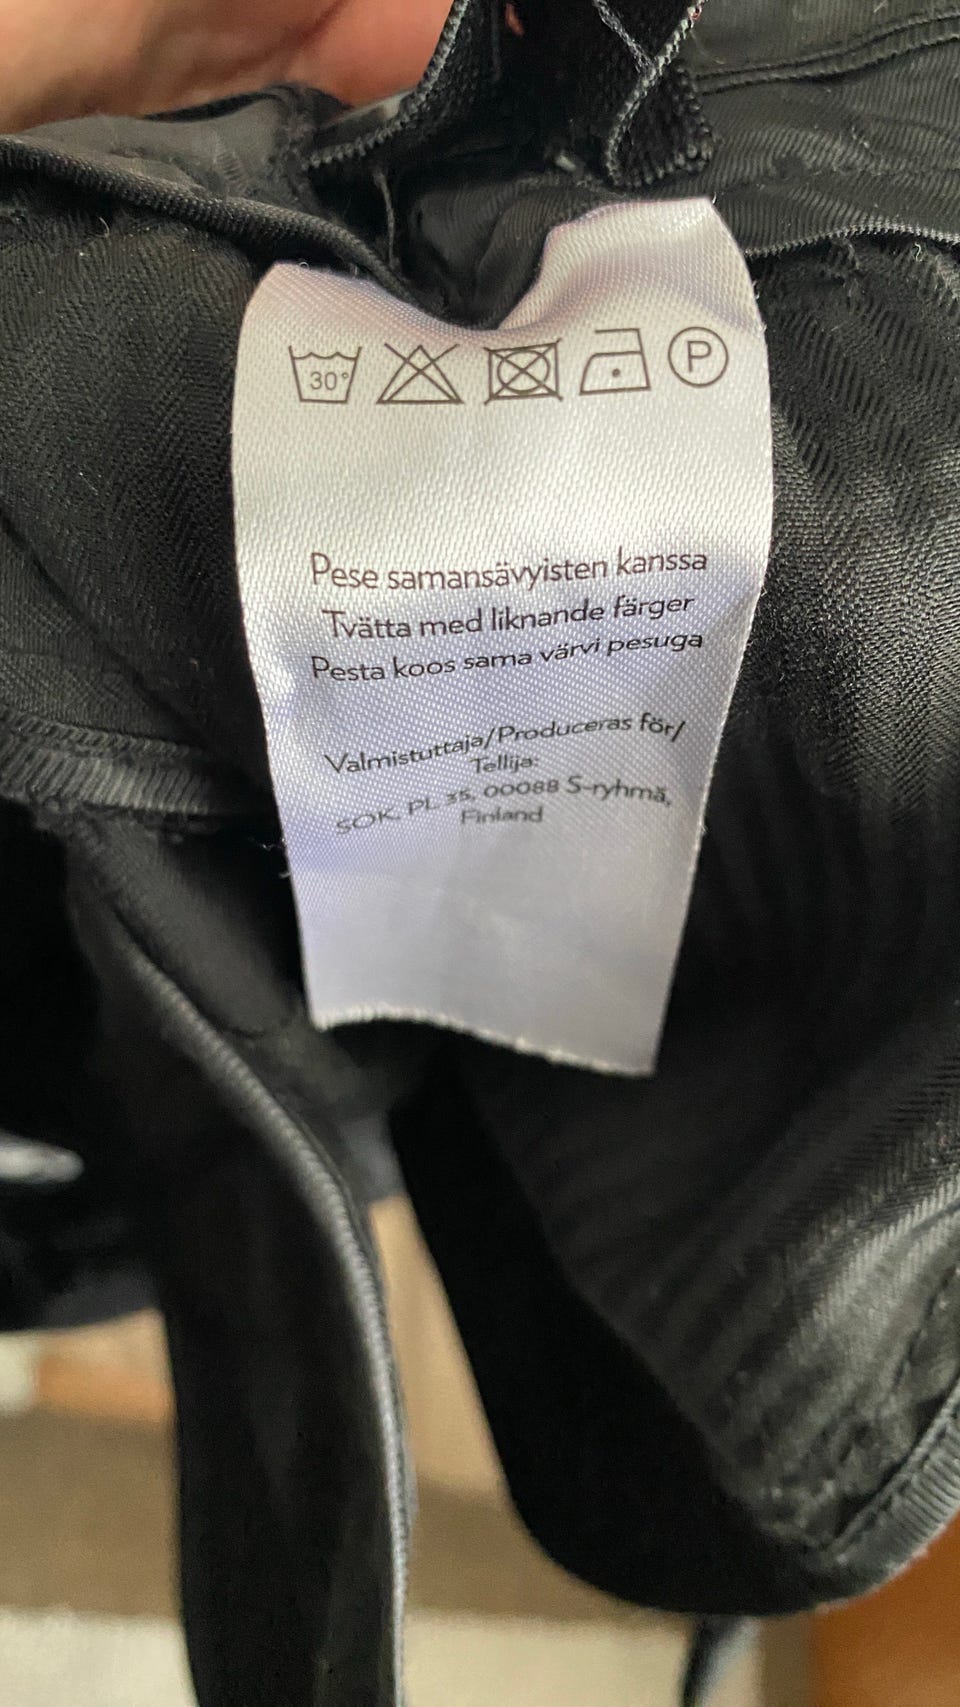 30°
P
Pese samansävyisten kanssa
Tvätta med liknande färger
Pesta koos sama värvi pesuga
Valmistuttaja/Produceras för/
Tellija:
SOK, PL 35, 00088 S-ryhmä,
Finland